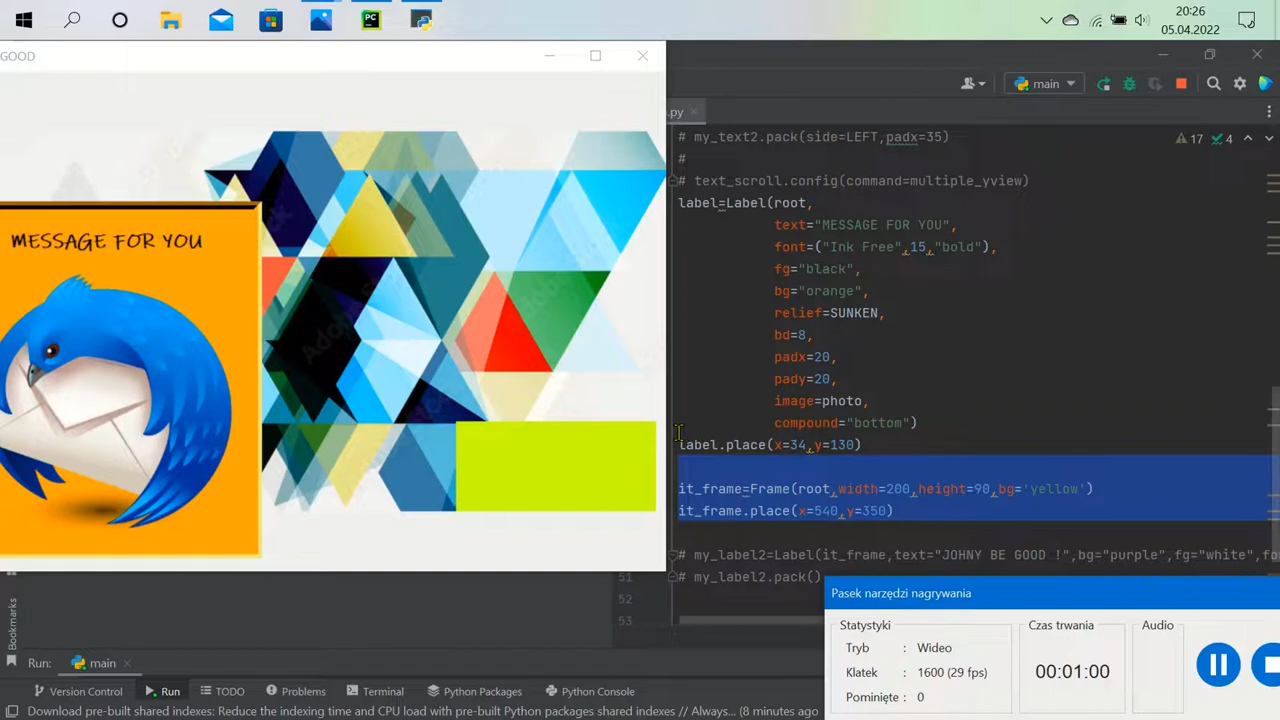 20:26
05.04.2022
GOOD
main
.py
# my_text2.pack(side=LEFT,padx=35)
17
4
#
# text_scroll.config(command=multiple_yview)
label=Label(root,
text="MESSAGE FOR YOU",
font=("Ink Free",15,"bold"),
fg="black",
bg="orange",
relief=SUNKEN,
bd=8,
padx=20,
pady=20,
image=photo,
compound="bottom")
label.place(x=34,y=130)
it_frame=Frame(root,width=200,height=90,bg='yellow')
it_frame.place(x=540,y=350)
# my_label2=Label(it_frame,text="JOHNY BE GOOD !",bg="purple",fg="white",fo
51
# my_label2.pack()
52
53
MESSAGE FOR YOU
Pasek narzędzi nagrywania
Statystyki
Tryb : Wideo
Klatek : 1600 (29 fps)
Pominięte : 0
Czas trwania
00:01:00
Audio
Bookmarks
Run: main
Version Control
Run
TODO
Problems
Terminal
Python Packages
Python Console
Download pre-built shared indexes: Reduce the indexing time and CPU load with pre-built Python packages shared indexes // Always... (8 minutes ago)